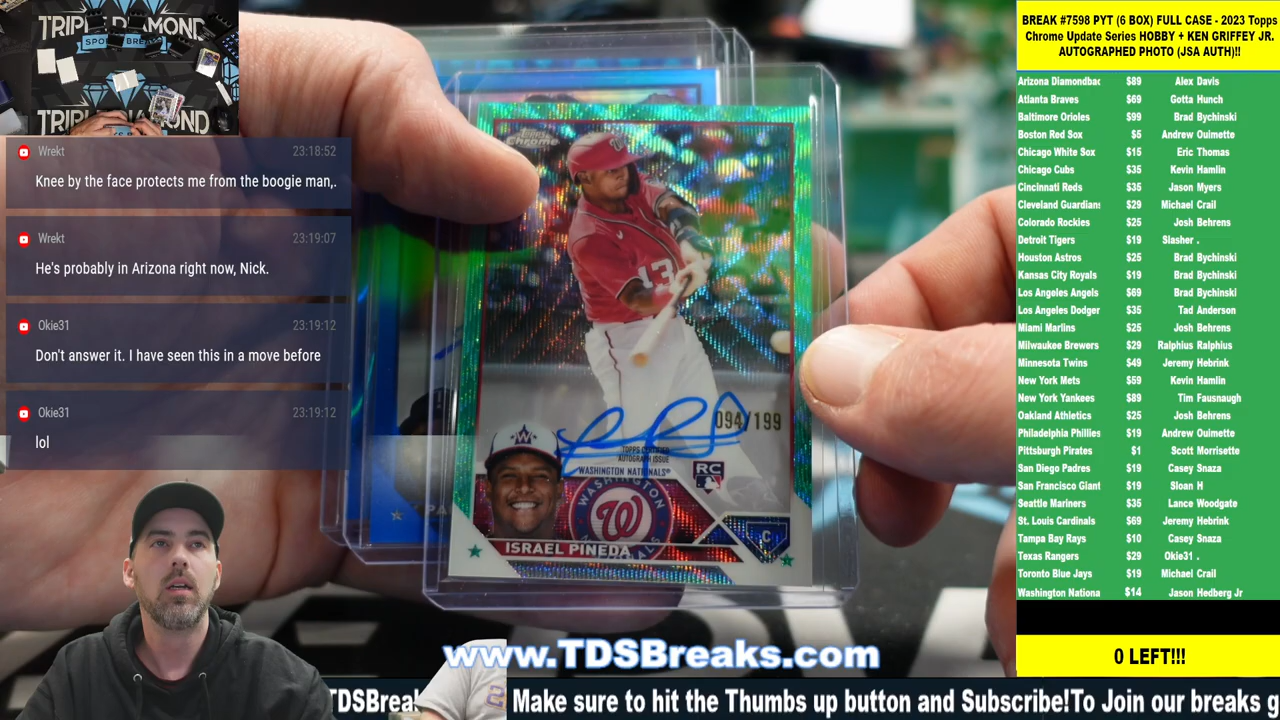 TRIPLE DIAMOND
SPORTS BREAKS
TRIPLE DIAMOND
Wrekt 23:18:52
Knee by the face protects me from the boogie man,.
Wrekt 23:19:07
He's probably in Arizona right now, Nick.
Okie31 23:19:12
Don't answer it. I have seen this in a move before
Okie31 23:19:12
lol
Topps
Chrome
13
094/199
TOPPS CERTIFIED
AUTOGRAPH ISSUE
WASHINGTON NATIONALS®
RC
W
WASHINGTON
W
NATIONALS
C
ISRAEL PINEDA
PA
www.TDSBreaks.com
TDSBreak
Make sure to hit the Thumbs up button and Subscribe!To Join our breaks g
BREAK #7598 PYT (6 BOX) FULL CASE - 2023 Topps
Chrome Update Series HOBBY + KEN GRIFFEY JR.
AUTOGRAPHED PHOTO (JSA AUTH)!!
Arizona Diamondbac $89 Alex Davis
Atlanta Braves $69 Gotta Hunch
Baltimore Orioles $99 Brad Bychinski
Boston Red Sox $5 Andrew Ouimette
Chicago White Sox $15 Eric Thomas
Chicago Cubs $35 Kevin Hamlin
Cincinnati Reds $35 Jason Myers
Cleveland Guardians $29 Michael Crail
Colorado Rockies $25 Josh Behrens
Detroit Tigers $19 Slasher .
Houston Astros $25 Brad Bychinski
Kansas City Royals $19 Brad Bychinski
Los Angeles Angels $69 Brad Bychinski
Los Angeles Dodger $35 Tad Anderson
Miami Marlins $25 Josh Behrens
Milwaukee Brewers $29 Ralphius Ralphius
Minnesota Twins $49 Jeremy Hebrink
New York Mets $59 Kevin Hamlin
New York Yankees $89 Tim Fausnaugh
Oakland Athletics $25 Josh Behrens
Philadelphia Phillies $19 Andrew Ouimette
Pittsburgh Pirates $1 Scott Morrisette
San Diego Padres $19 Casey Snaza
San Francisco Giant $19 Sloan H
Seattle Mariners $35 Lance Woodgate
St. Louis Cardinals $69 Jeremy Hebrink
Tampa Bay Rays $10 Casey Snaza
Texas Rangers $29 Okie31 .
Toronto Blue Jays $19 Michael Crail
Washington Nationa $14 Jason Hedberg Jr
0 LEFT!!!